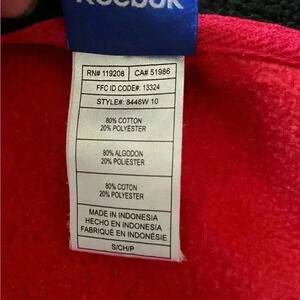 Reebok
RN# 119208 CA# 51986
FFC ID CODE#: 13324
STYLE#: 8446W 10
80% COTTON
20% POLYESTER
80% ALGODON
20% POLIESTER
80% COTON
20% POLYESTER
MADE IN INDONESIA
HECHO EN INDONESIA
FABRIQUÉ EN INDONÉSIE
S/CH/P